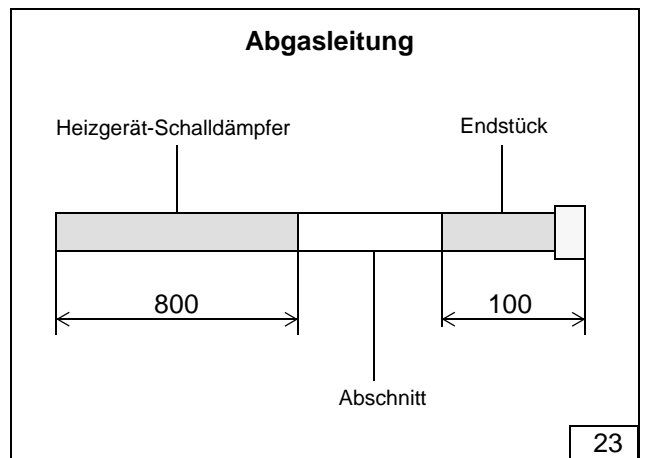 Abgasleitung
Heizgerät-Schalldämpfer
Endstück
800
100
Abschnitt
23